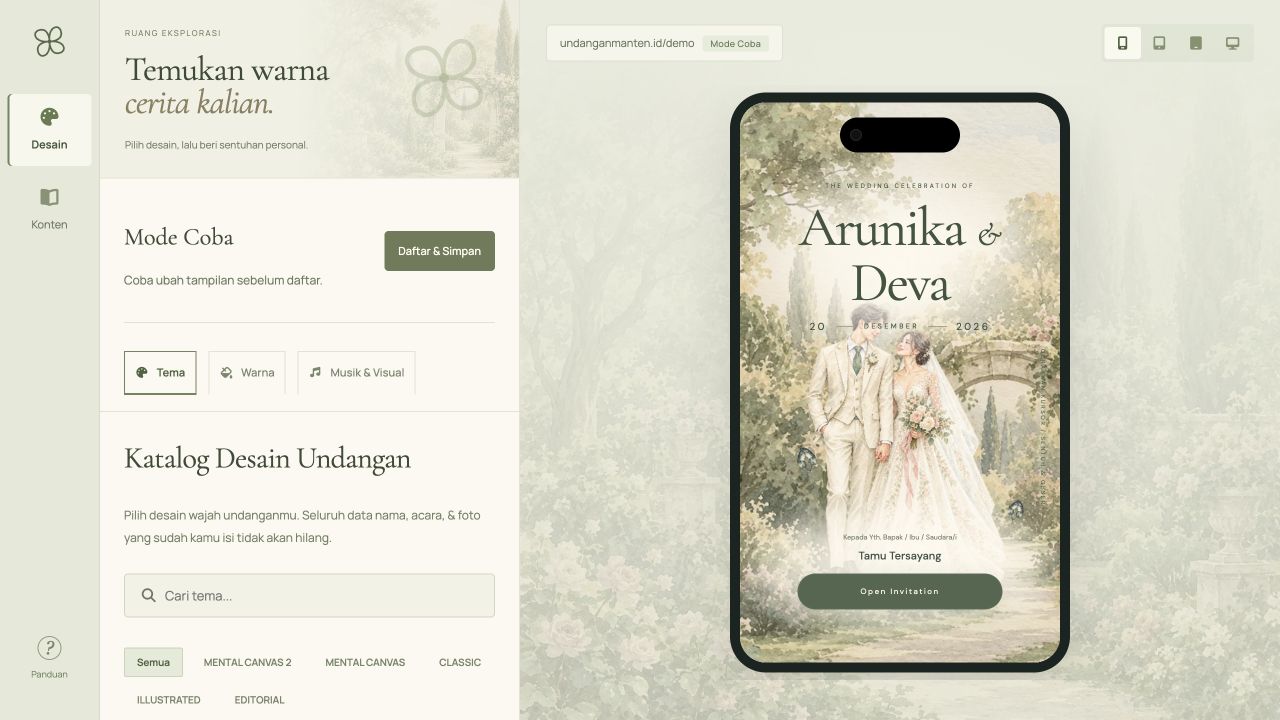 Desain
Konten
?
Panduan
RUANG EKSPLORASI
Temukan warna
cerita kalian.
Pilih desain, lalu beri sentuhan personal.
Mode Coba
Daftar & Simpan
Coba ubah tampilan sebelum daftar.
Tema
Warna
Musik & Visual
Katalog Desain Undangan
Pilih desain wajah undanganmu. Seluruh data nama, acara, & foto
yang sudah kamu isi tidak akan hilang.
Cari tema...
Semua
MENTAL CANVAS 2
MENTAL CANVAS
CLASSIC
ILLUSTRATED
EDITORIAL
undanganmanten.id/demo
Mode Coba
THE WEDDING CELEBRATION OF
Arunika &
Deva
20 DESEMBER 2026
Kepada Yth. Bapak / Ibu / Saudara/i
Tamu Tersayang
Open Invitation